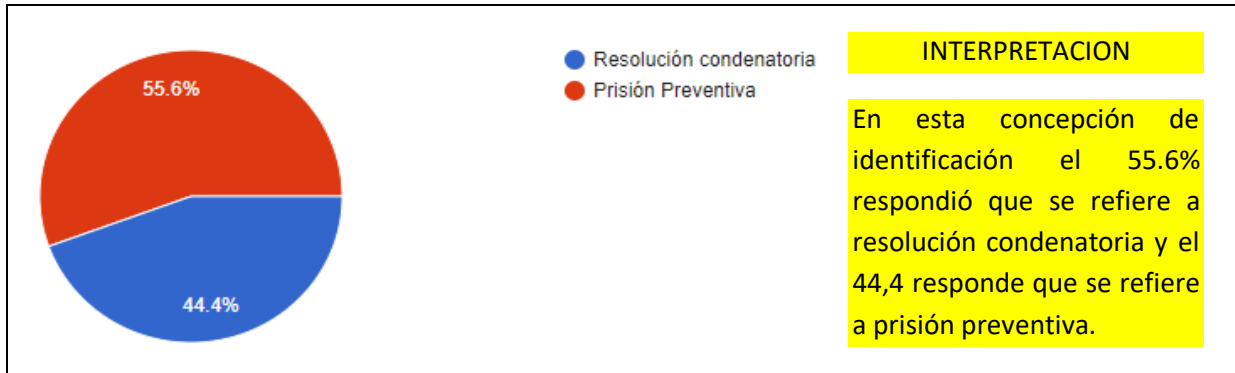 55.6%
44.4%
Resolución condenatoria
Prisión Preventiva
INTERPRETACION
En esta concepción de
identificación el 55.6%
respondió que se refiere a
resolución condenatoria y el
44,4 responde que se refiere
a prisión preventiva.